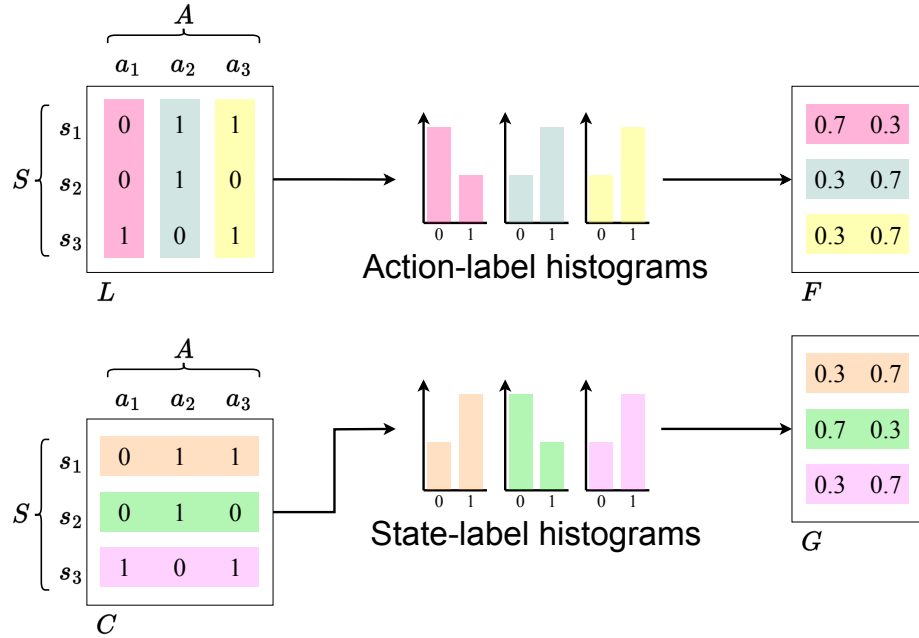 A
a₁ a₂ a₃
S
s₁ 0 1 1
s₂ 0 1 0
s₃ 1 0 1
L
0 1 0 1 0 1
Action-label histograms
0.7 0.3
0.3 0.7
0.3 0.7
F
A
a₁ a₂ a₃
S
s₁ 0 1 1
s₂ 0 1 0
s₃ 1 0 1
C
0 1 0 1 0 1
State-label histograms
0.3 0.7
0.7 0.3
0.3 0.7
G